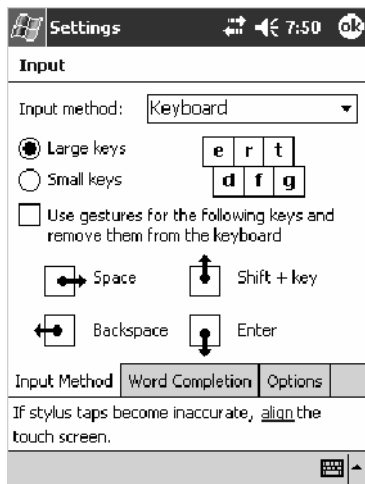 Settings 7:50 ok
Input
Input method: Keyboard
Large keys
e r t
Small keys
d f g
Use gestures for the following keys and
remove them from the keyboard
Space Shift + key
Backspace Enter
Input Method Word Completion Options
If stylus taps become inaccurate, align the
touch screen.